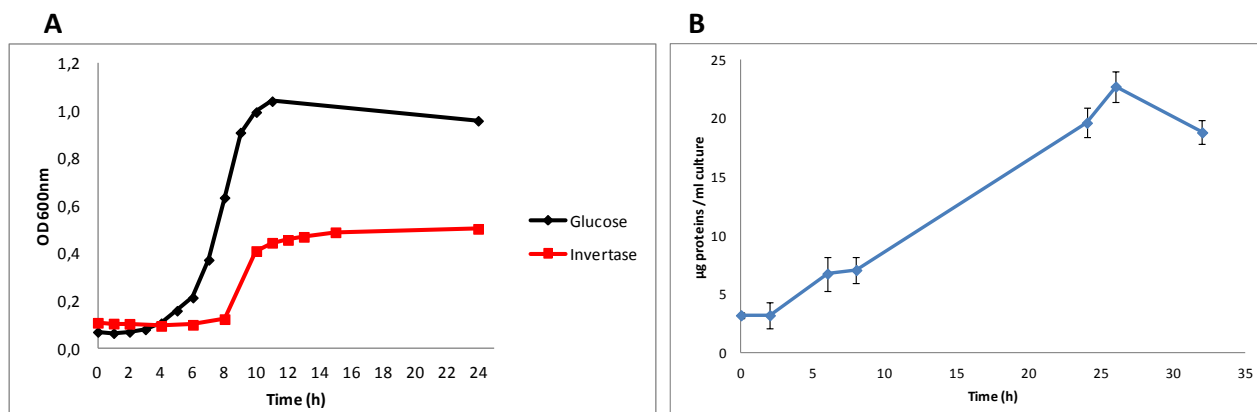 A
1,2
1,0
0,8
0,6
0,4
0,2
0,0
OD600nm
0 2 4 6 8 10 12 14 16 18 20 22 24
Time (h)
Glucose
Invertase
B
25
20
15
10
5
0
µg proteins /ml culture
0 5 10 15 20 25 30 35
Time (h)